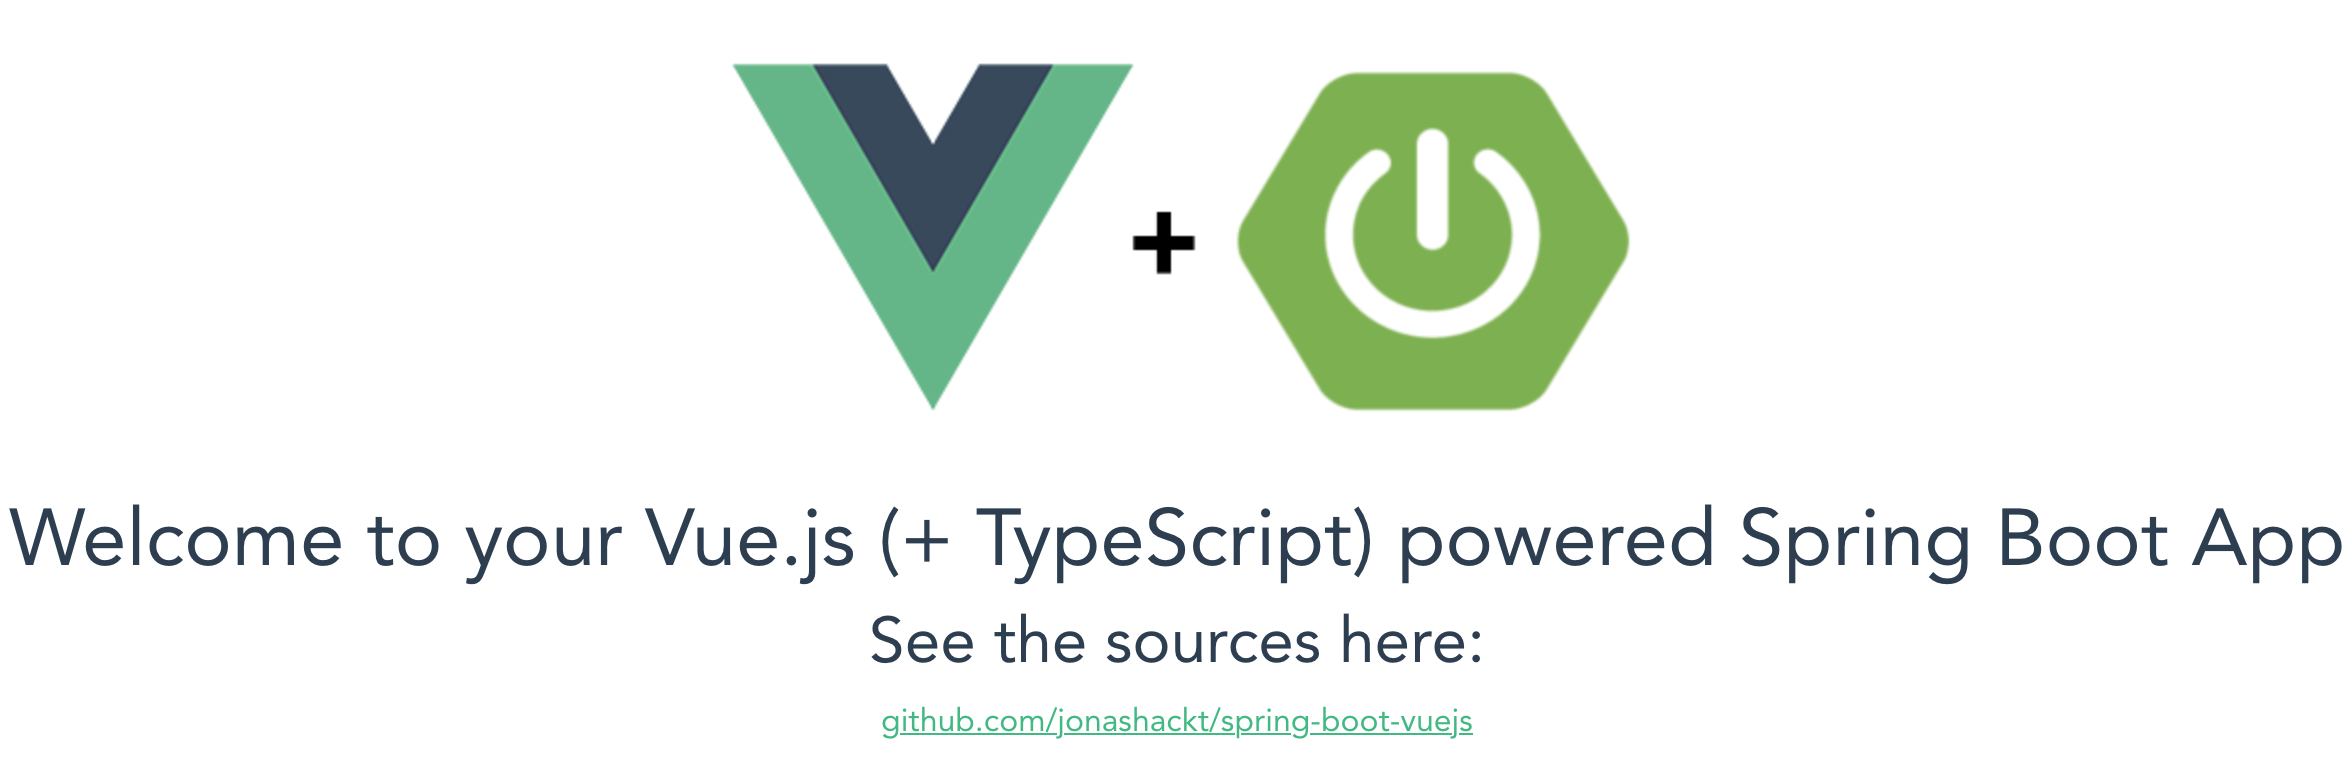 +
Welcome to your Vue.js (+ TypeScript) powered Spring Boot App
See the sources here:
github.com/jonashackt/spring-boot-vuejs